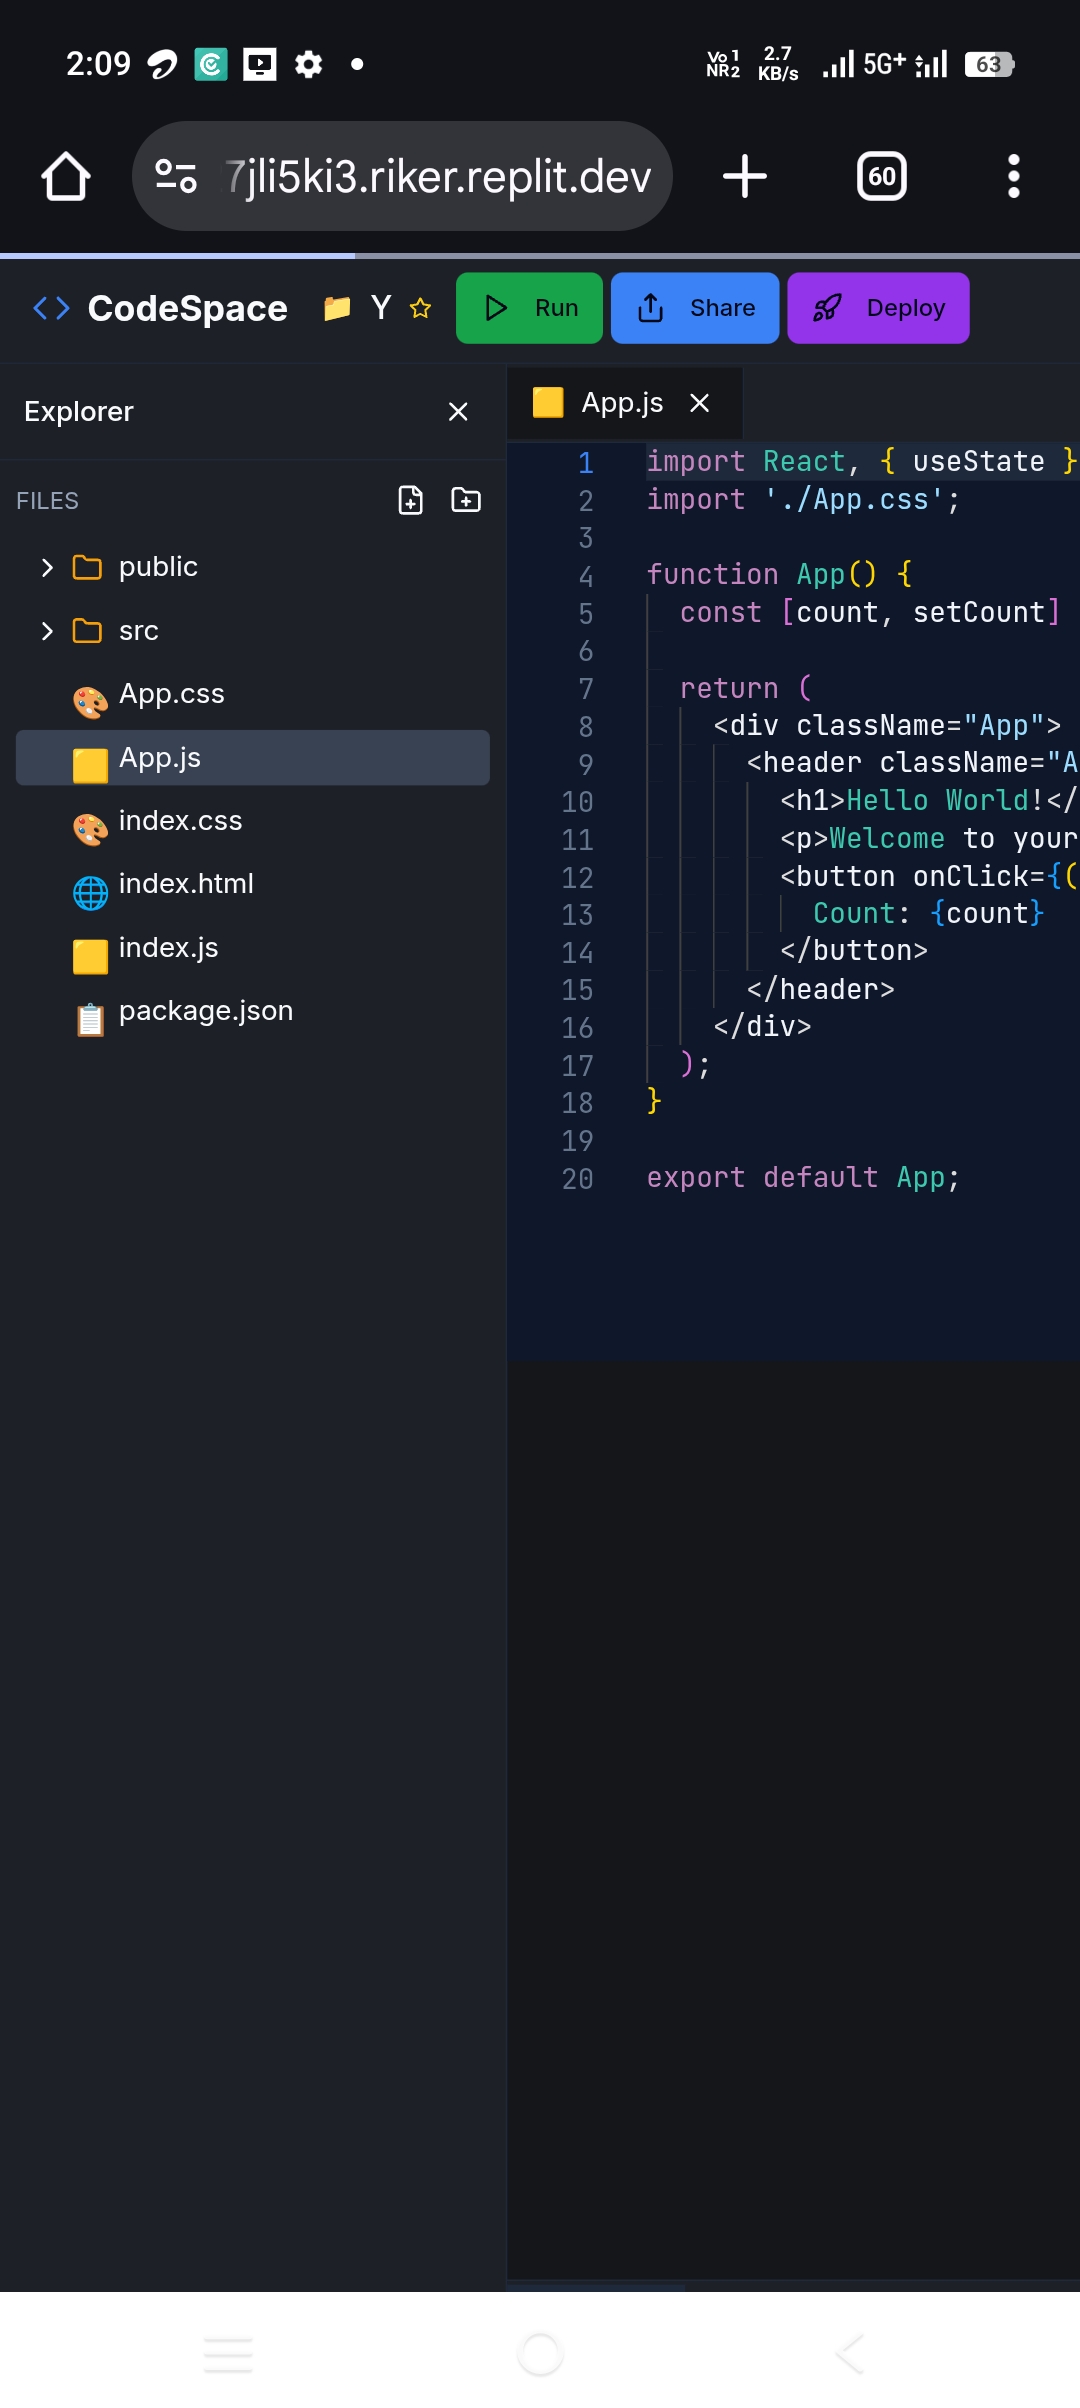 2:09
Vo 1
NR 2
2.7
KB/s
5G+
63
7jli5ki3.riker.replit.dev
60
CodeSpace
Y
Run
Share
Deploy
Explorer
App.js
FILES
public
src
App.css
App.js
index.css
index.html
index.js
package.json
1 import React, { useState }
2 import './App.css';
3
4 function App() {
5 const [count, setCount]
6
7 return (
8 <div className="App">
9 <header className="A
10 <h1>Hello World!</
11 <p>Welcome to your
12 <button onClick={(
13 Count: {count}
14 </button>
15 </header>
16 </div>
17 );
18 }
19
20 export default App;